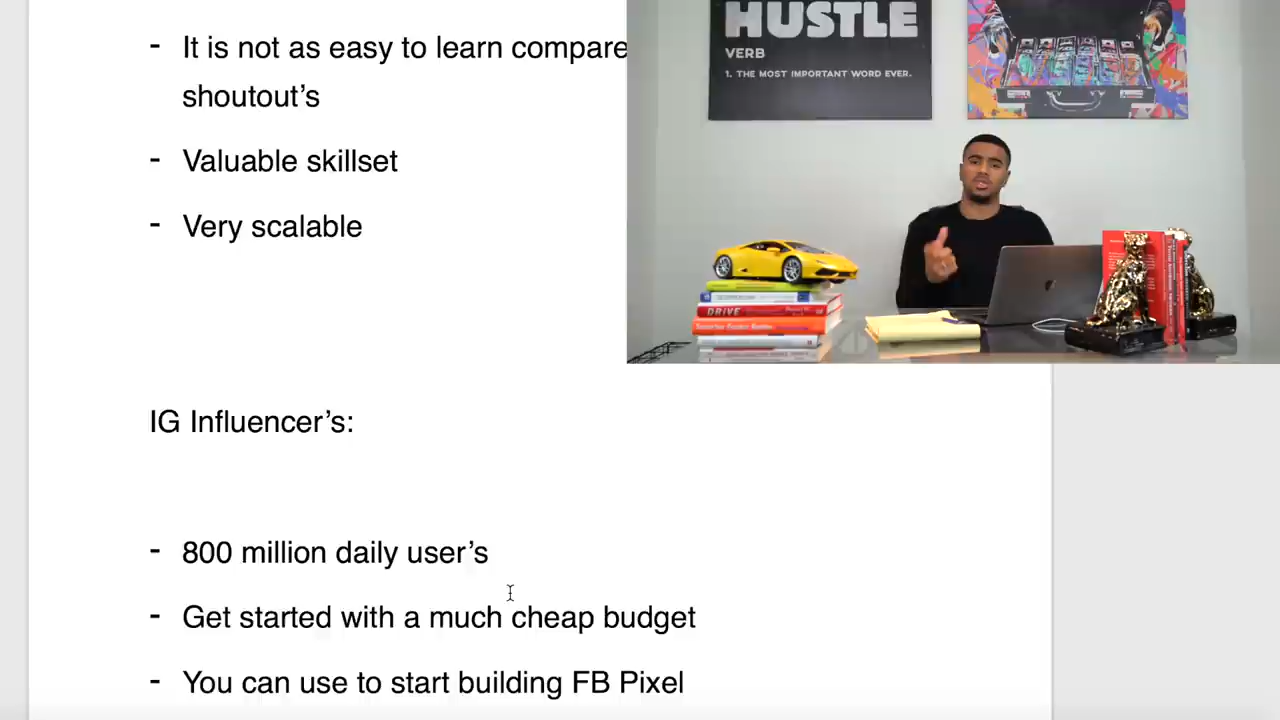 - It is not as easy to learn compare
shoutout's
- Valuable skillset
- Very scalable
IG Influencer's:
- 800 million daily user's
- Get started with a much cheap budget
- You can use to start building FB Pixel
HUSTLE
VERB
1. THE MOST IMPORTANT WORD EVER.
DRIVE